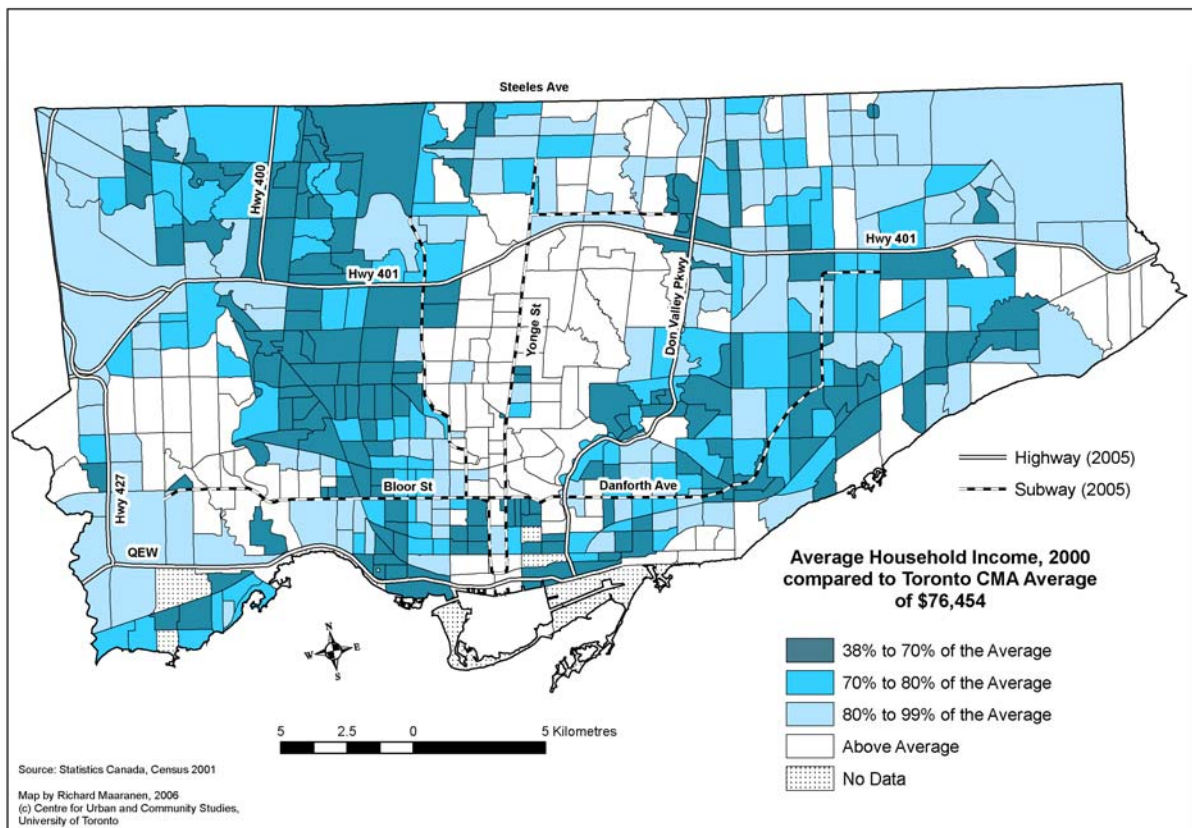 Steeles Ave
Hwy 400
Hwy 401
Hwy 401
Don Valley Pkwy
Yonge St
Hwy 427
Bloor St
Danforth Ave
QEW
Highway (2005)
Subway (2005)
Average Household Income, 2000
compared to Toronto CMA Average
of $76,454
38% to 70% of the Average
70% to 80% of the Average
80% to 99% of the Average
Above Average
No Data
N
W E
S
5 2.5 0 5 Kilometres
Source: Statistics Canada, Census 2001
Map by Richard Maaranen, 2006
(c) Centre for Urban and Community Studies,
University of Toronto